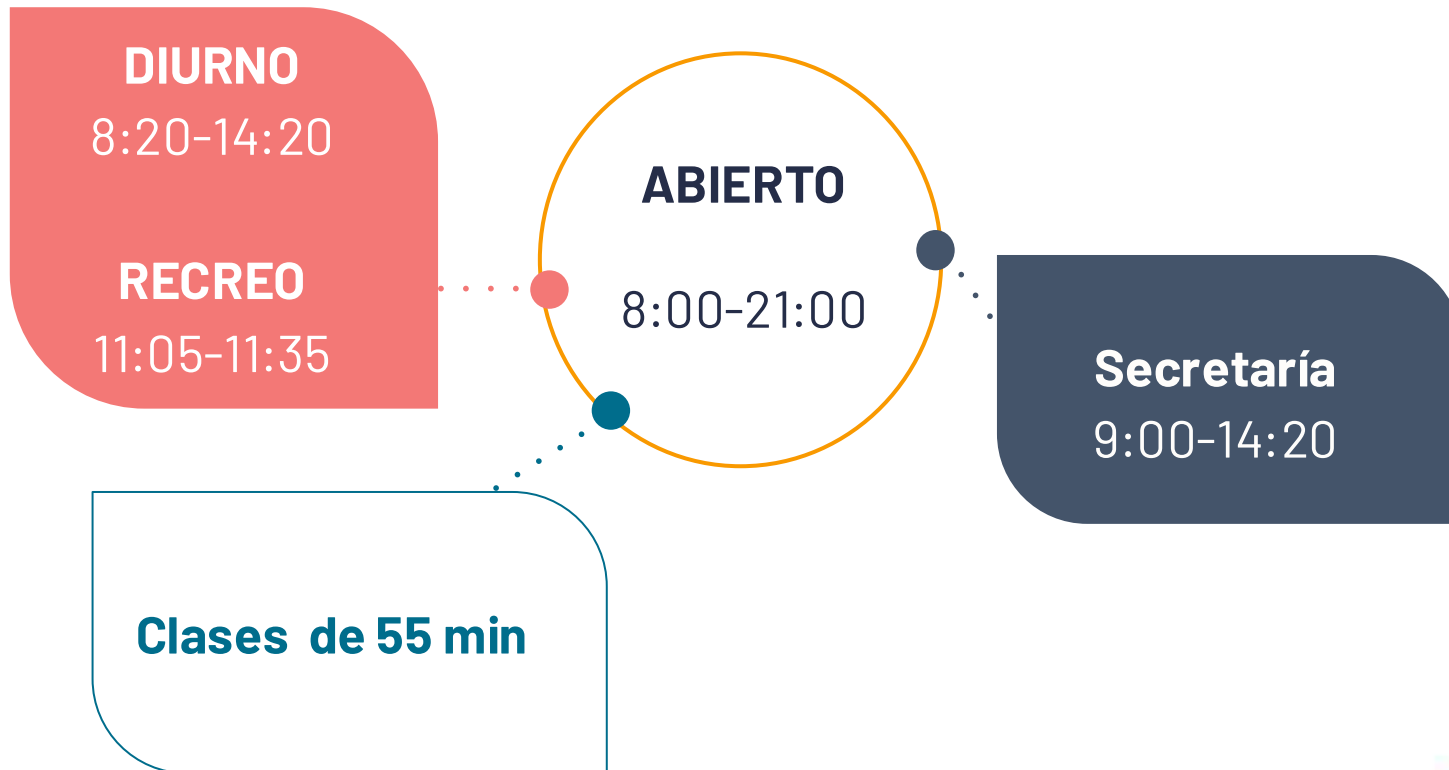 DIURNO
8:20-14:20
RECREO
11:05-11:35
ABIERTO
8:00-21:00
Secretaría
9:00-14:20
Clases de 55 min